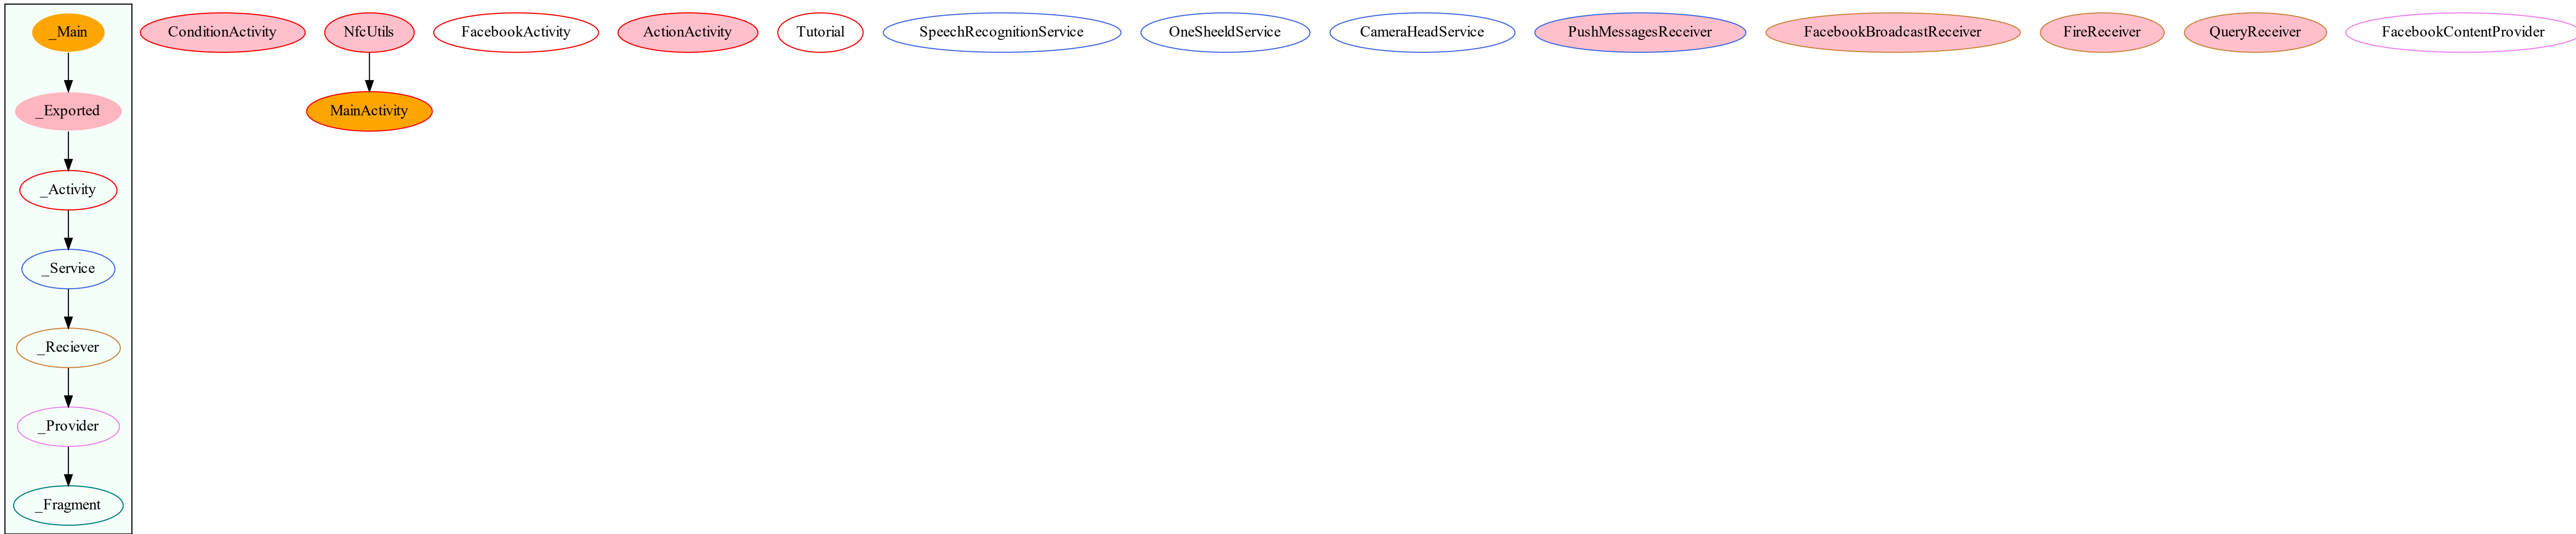 _Main
_Exported
_Activity
_Service
_Reciever
_Provider
_Fragment
ConditionActivity
NfcUtils
MainActivity
FacebookActivity
ActionActivity
Tutorial
SpeechRecognitionService
OneSheeldService
CameraHeadService
PushMessagesReceiver
FacebookBroadcastReceiver
FireReceiver
QueryReceiver
FacebookContentProvider